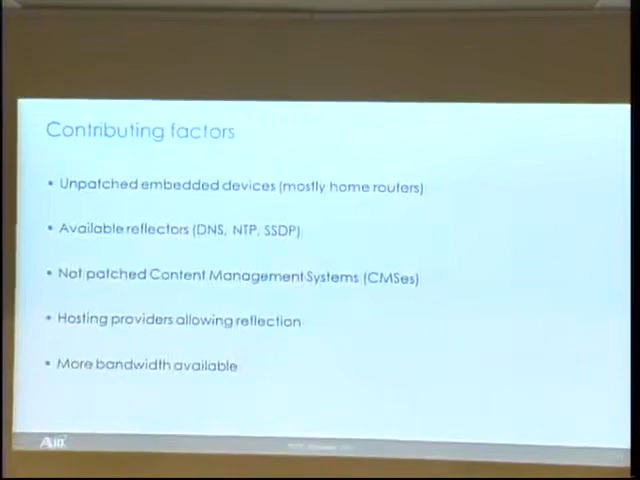 Contributing factors
• Unpatched embedded devices (mostly home routers)
• Available reflectors (DNS, NTP, SSDP)
• Not patched Content Management Systems (CMSes)
• Hosting providers allowing reflection
• More bandwidth available